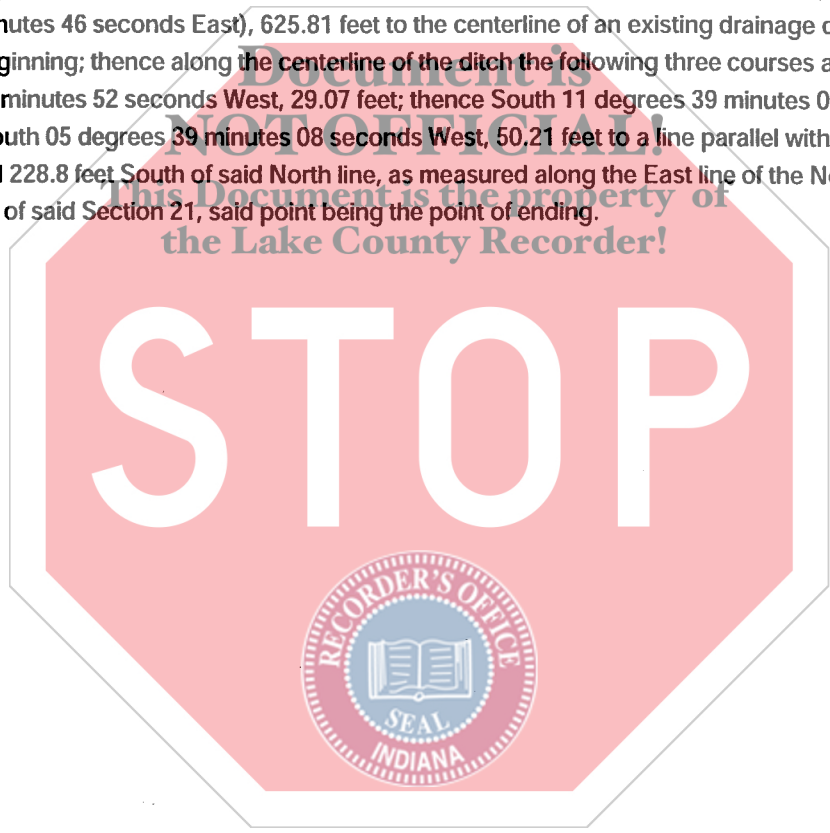 nutes 46 seconds East), 625.81 feet to the centerline of an existing drainage
Document is
ginning; thence along the centerline of the ditch the following three courses a
minutes 52 seconds West, 29.07 feet; thence South 11 degrees 39 minutes 0
NOT OFFICIAL!
outh 05 degrees 39 minutes 08 seconds West, 50.21 feet to a line parallel with
228.8 feet South of said North line, as measured along the East line of the
This Document is the property of
of said Section 21, said point being the point of ending.
the Lake County Recorder!
STOP
RECORDER'S OFFICE
SEAL
INDIANA